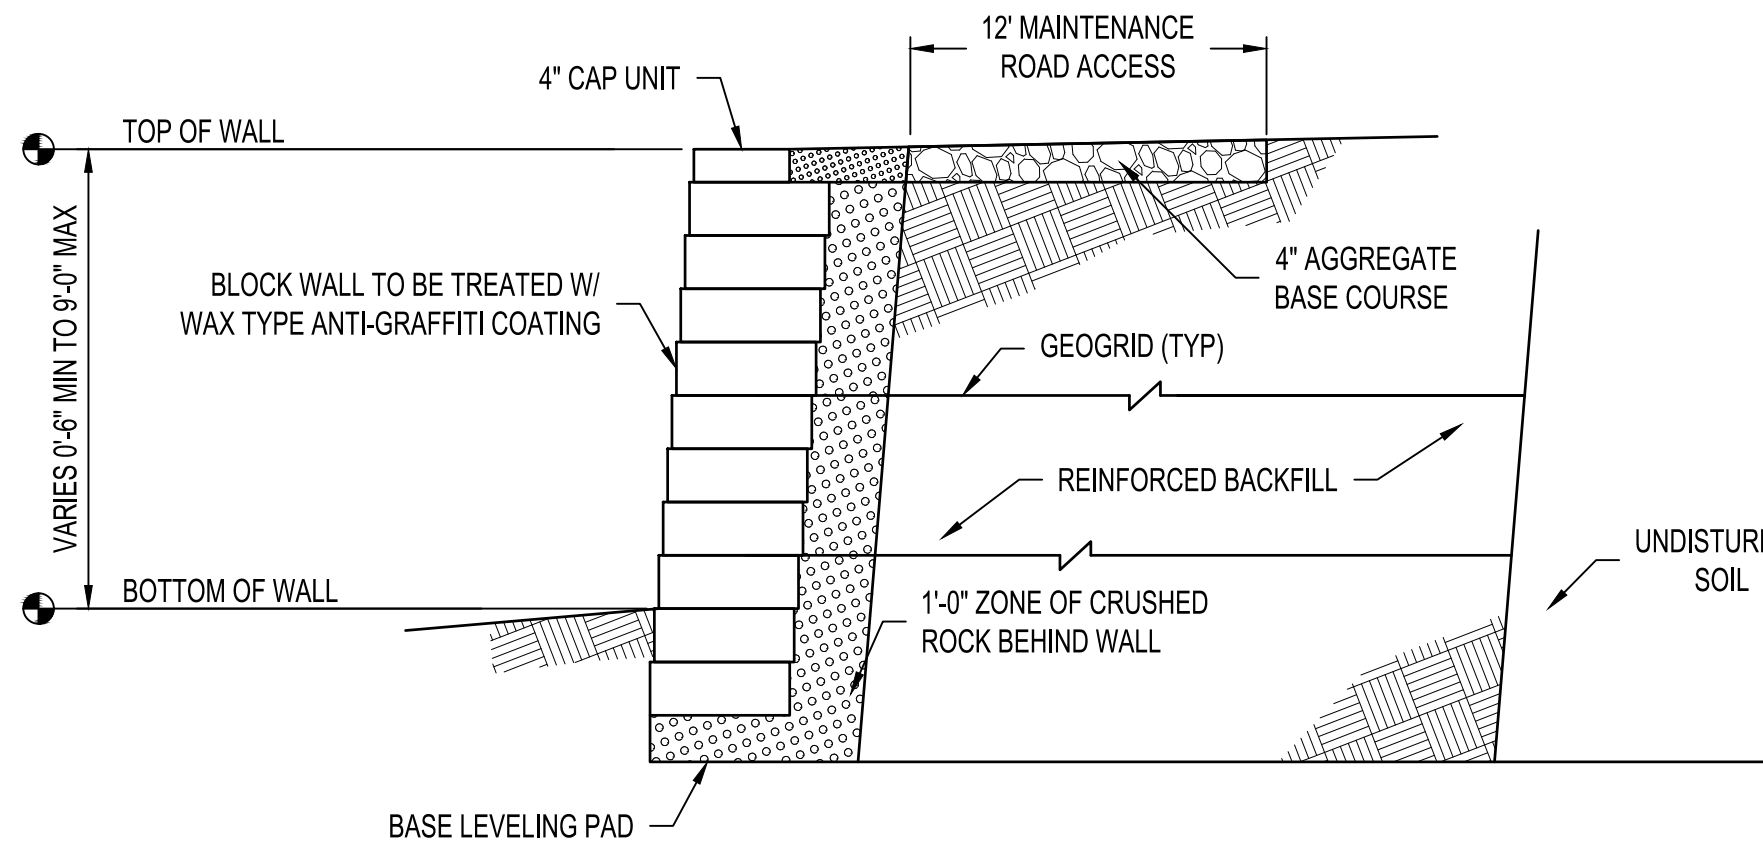 12' MAINTENANCE
ROAD ACCESS
4" CAP UNIT
TOP OF WALL
VARIES 0'-6" MIN TO 9'-0" MAX
BLOCK WALL TO BE TREATED W/
WAX TYPE ANTI-GRAFFITI COATING
4" AGGREGATE
BASE COURSE
GEOGRID (TYP)
REINFORCED BACKFILL
SOIL
BOTTOM OF WALL
1'-0" ZONE OF CRUSHED
ROCK BEHIND WALL
BASE LEVELING PAD